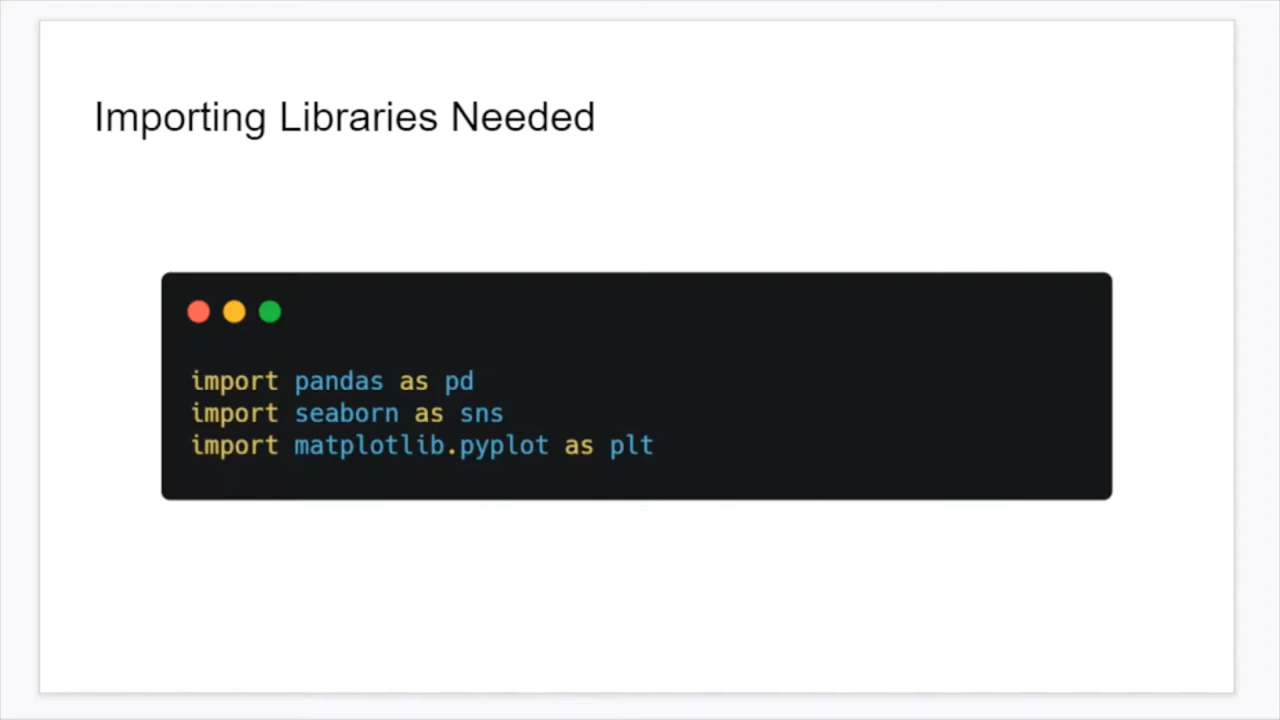 Importing Libraries Needed
import pandas as pd
import seaborn as sns
import matplotlib.pyplot as plt